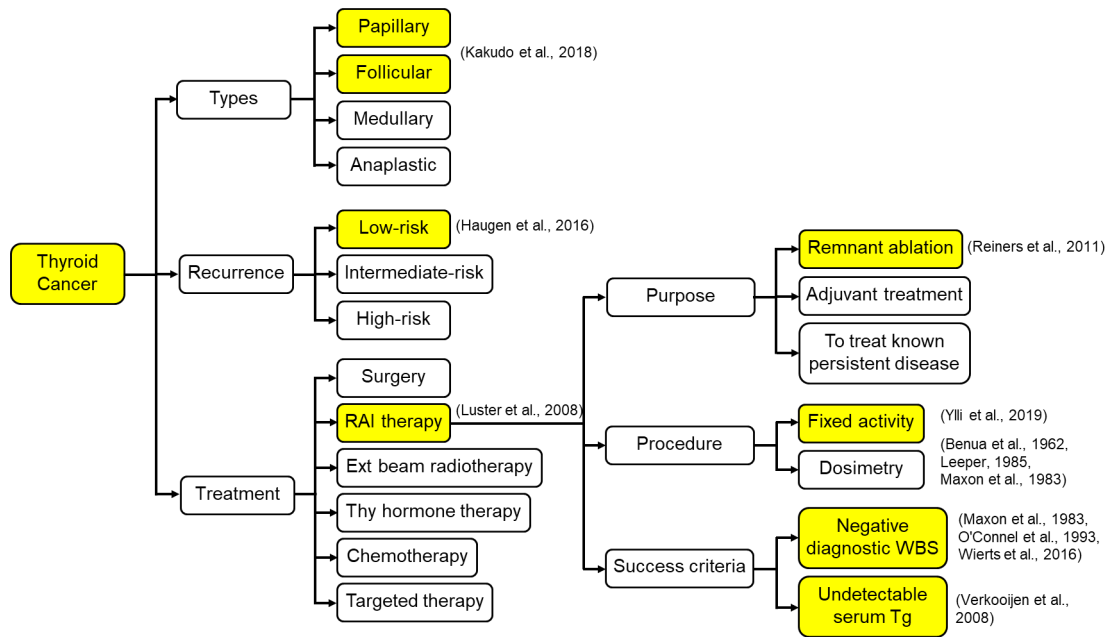 Thyroid
Cancer
Types
Papillary
Follicular
(Kakudo et al., 2018)
Medullary
Anaplastic
Recurrence
Low-risk
(Haugen et al., 2016)
Intermediate-risk
High-risk
Treatment
Surgery
RAI therapy
(Luster et al., 2008)
Ext beam radiotherapy
Thy hormone therapy
Chemotherapy
Targeted therapy
Purpose
Remnant ablation
(Reiners et al., 2011)
Adjuvant treatment
To treat known
persistent disease
Procedure
Fixed activity
(Ylli et al., 2019)
Dosimetry
(Benua et al., 1962,
Leeper, 1985,
Maxon et al., 1983)
Success criteria
Negative
diagnostic WBS
(Maxon et al., 1983,
O'Connel et al., 1993,
Wierts et al., 2016)
Undetectable
serum Tg
(Verkooijen et al.,
2008)